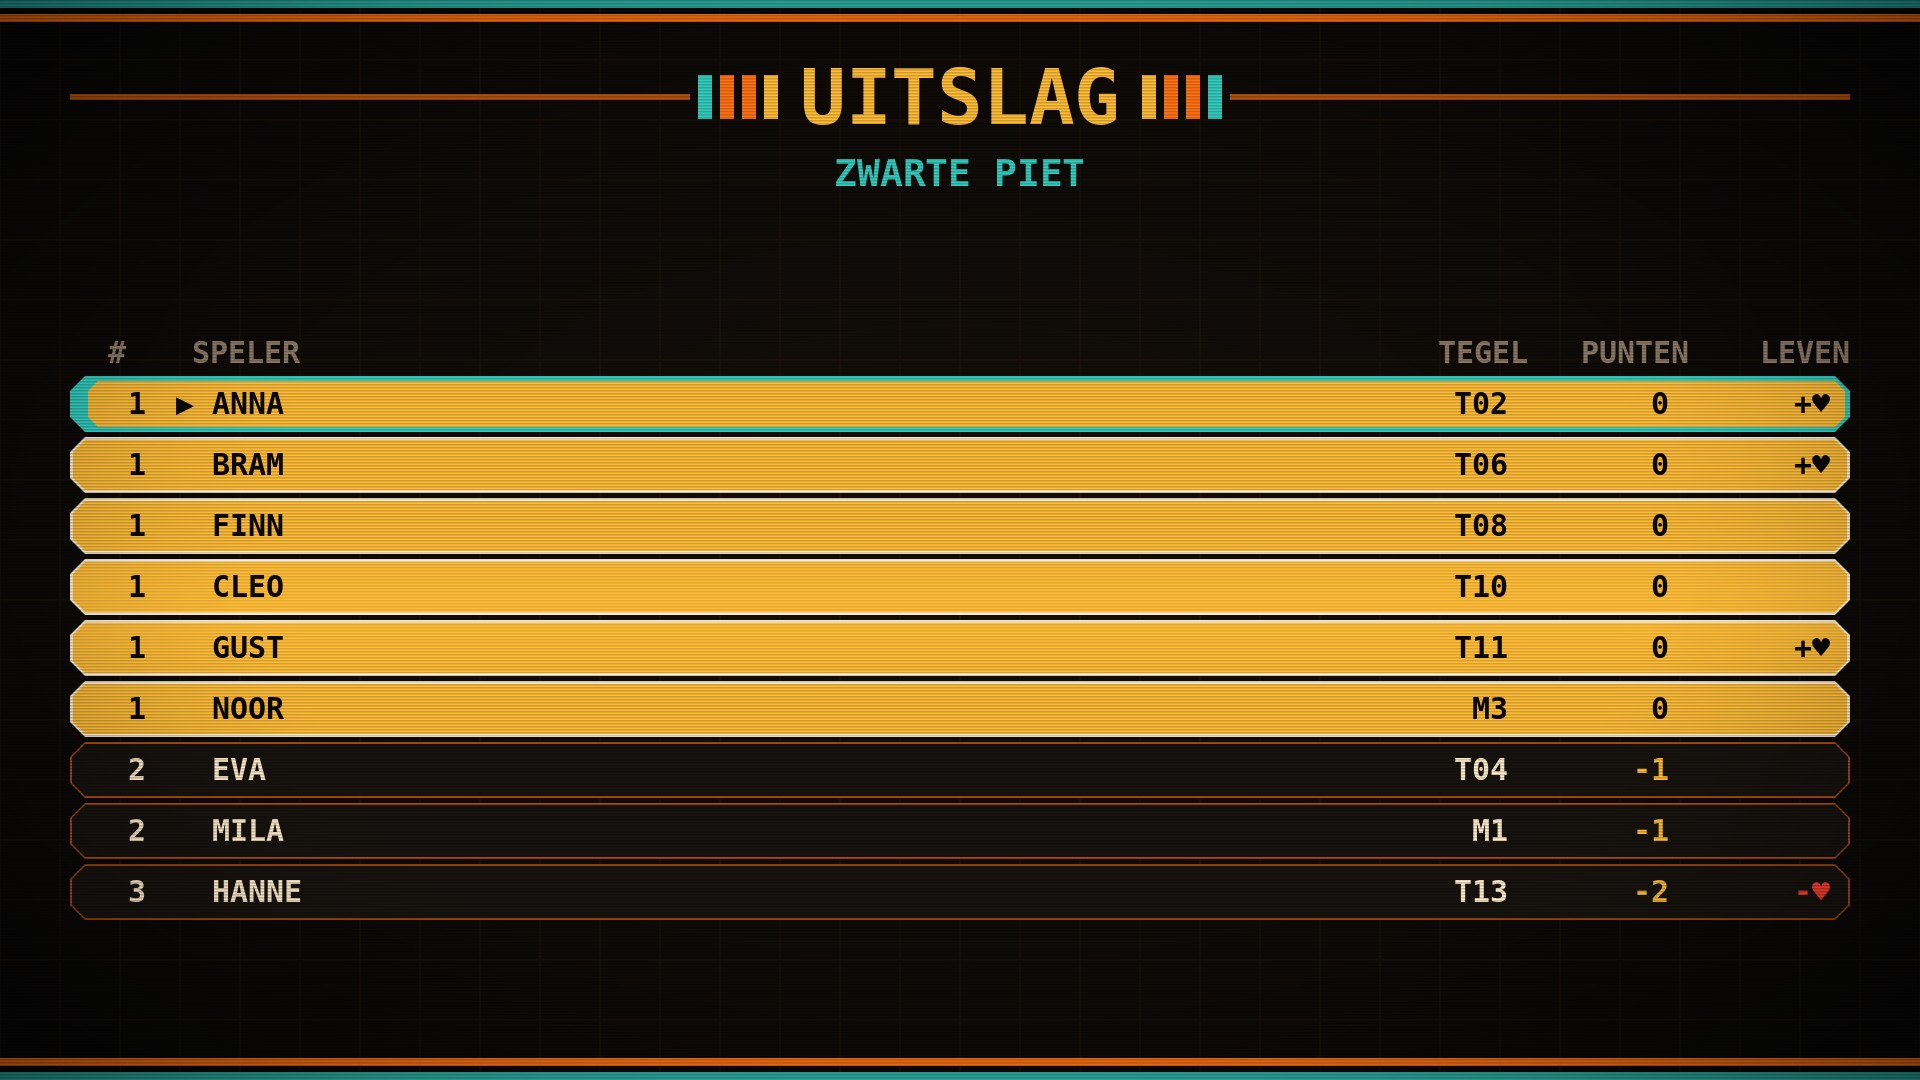 UITSLAG
ZWARTE PIET
# SPELER TEGEL PUNTEN LEVEN
1 ▶ ANNA T02 0 +♥
1 BRAM T06 0 +♥
1 FINN T08 0
1 CLEO T10 0
1 GUST T11 0 +♥
1 NOOR M3 0
2 EVA T04 -1
2 MILA M1 -1
3 HANNE T13 -2 -♥